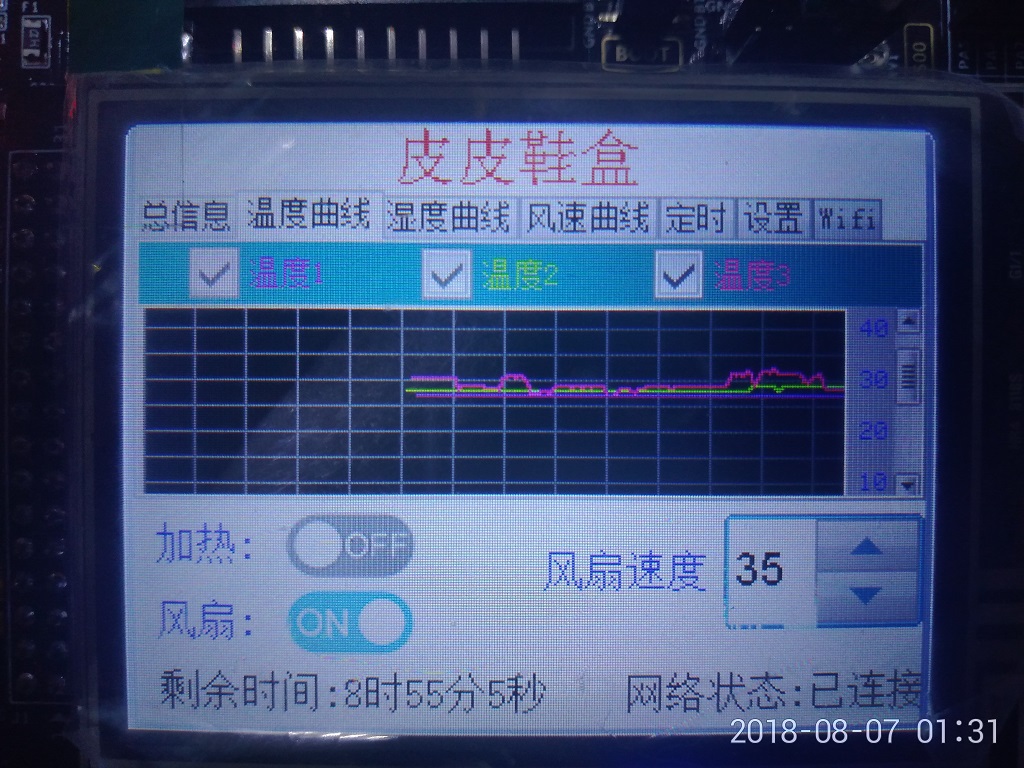 F1
BOOT
皮皮鞋盒
总信息 温度曲线 湿度曲线 风速曲线 定时 设置 Wifi
温度1 温度2 温度3
40
30
20
10
加热: OFF
风扇速度 35
风扇: ON
剩余时间:8时55分5秒 网络状态:已连接
2018-08-07 01:31